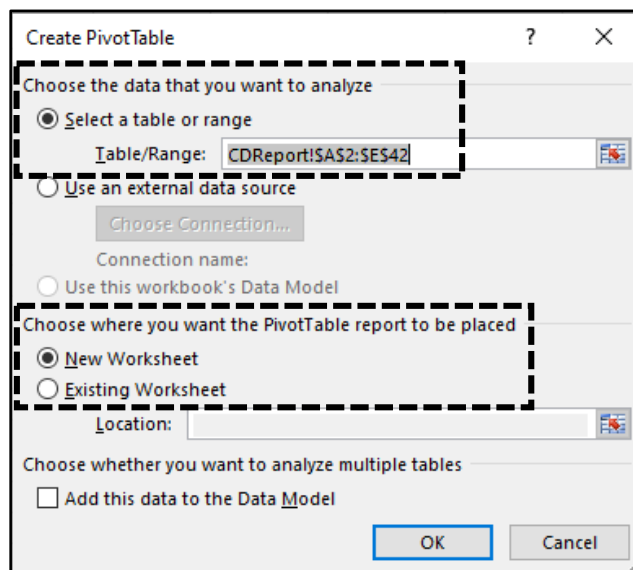 Create PivotTable ? X
Choose the data that you want to analyze
Select a table or range
Table/Range: CDReport!$A$2:$E$42
Use an external data source
Choose Connection...
Connection name:
Use this workbook's Data Model
Choose where you want the PivotTable report to be placed
New Worksheet
Existing Worksheet
Location:
Choose whether you want to analyze multiple tables
Add this data to the Data Model
OK Cancel